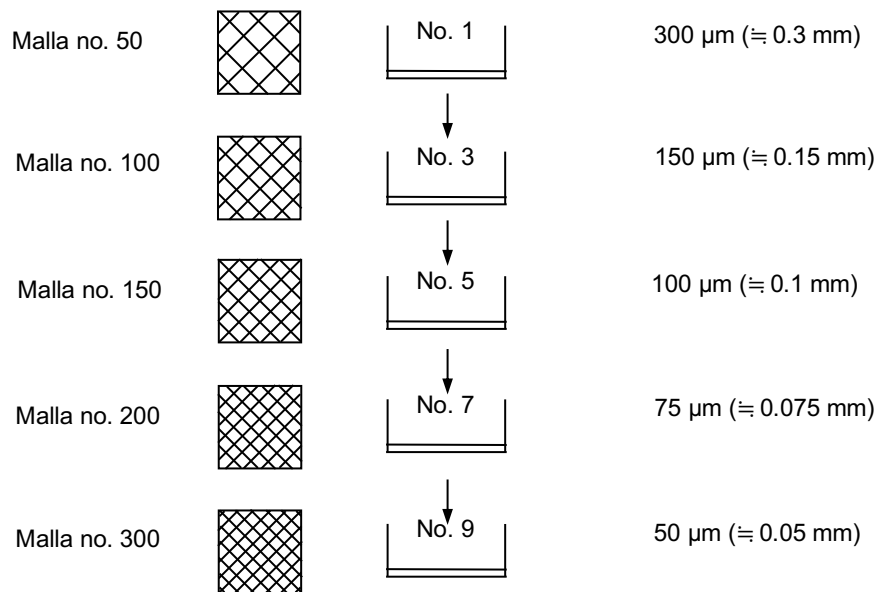 Malla no. 50 No. 1 300 µm (≒ 0.3 mm)
Malla no. 100 No. 3 150 µm (≒ 0.15 mm)
Malla no. 150 No. 5 100 µm (≒ 0.1 mm)
Malla no. 200 No. 7 75 µm (≒ 0.075 mm)
Malla no. 300 No. 9 50 µm (≒ 0.05 mm)